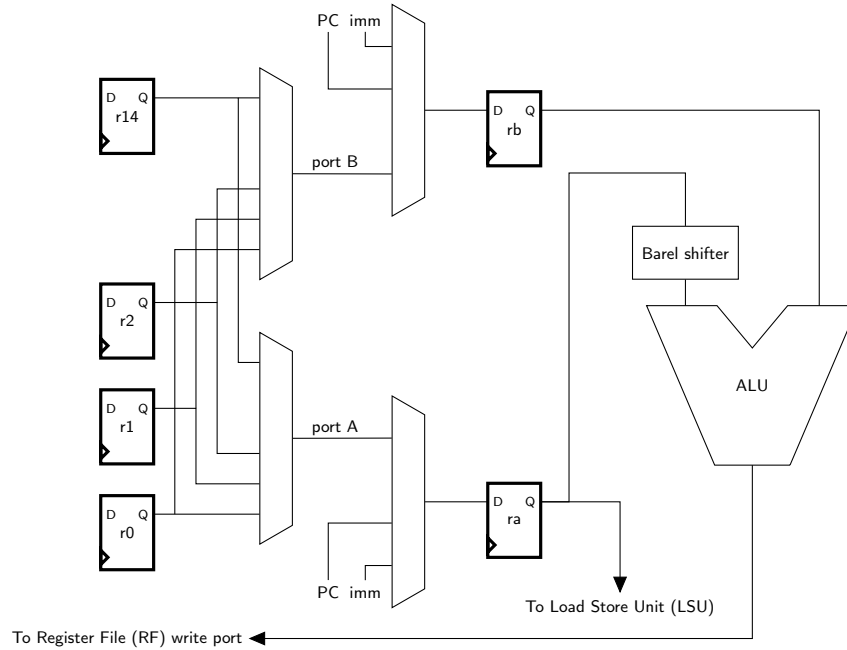 PC imm
D Q
r14
D Q
rb
port B
Barel shifter
D Q
r2
ALU
D Q
r1
port A
D Q
r0
D Q
ra
PC imm
To Load Store Unit (LSU)
To Register File (RF) write port